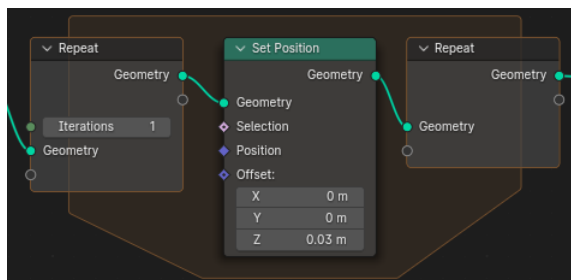 Repeat
Geometry
Iterations 1
Geometry
Set Position
Geometry
Geometry
Selection
Position
Offset:
X 0 m
Y 0 m
Z 0.03 m
Repeat
Geometry
Geometry